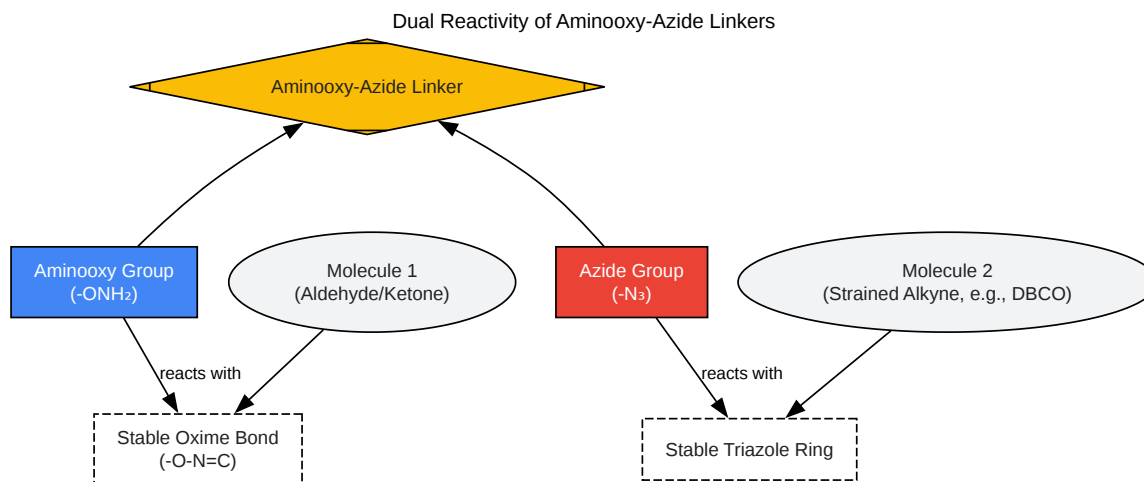 Dual Reactivity of Aminooxy-Azide Linkers
Aminooxy-Azide Linker
Aminooxy Group
(-ONH₂)
Molecule 1
(Aldehyde/Ketone)
Azide Group
(-N₃)
Molecule 2
(Strained Alkyne, e.g., DBCO)
reacts with
reacts with
Stable Oxime Bond
(-O-N=C)
Stable Triazole Ring